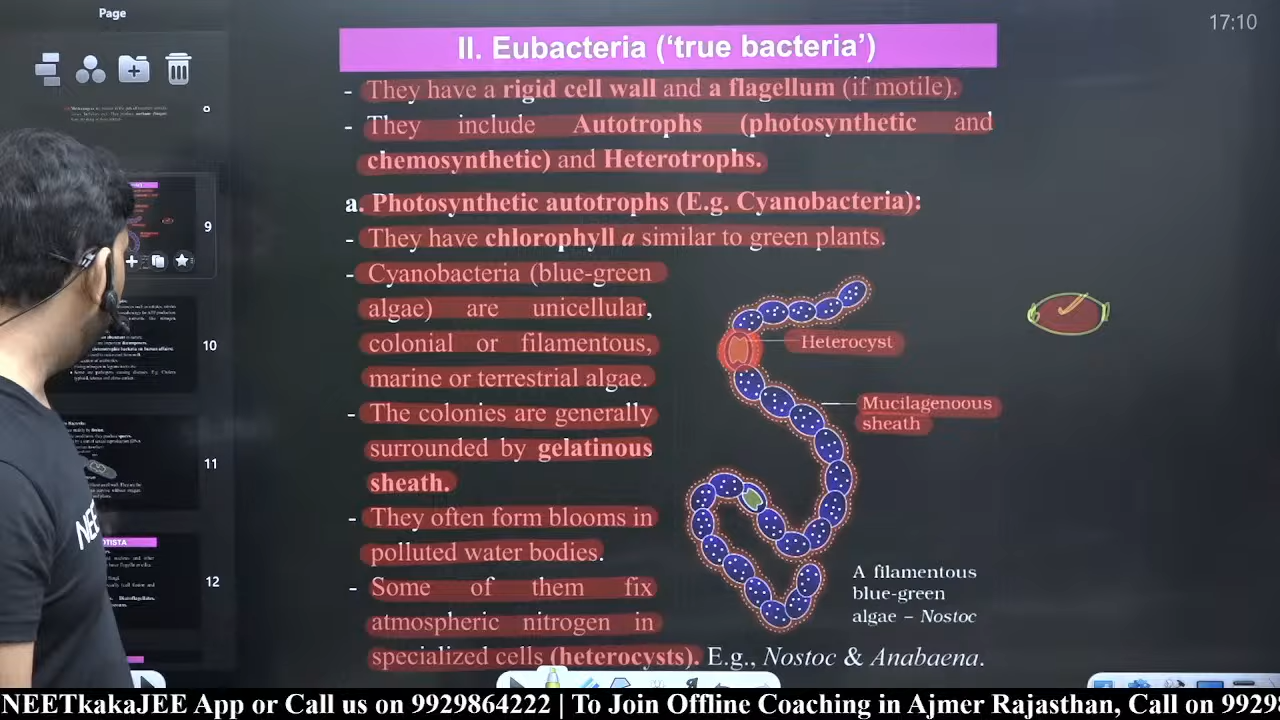 Page
17:10
II. Eubacteria (‘true bacteria’)
- They have a rigid cell wall and a flagellum (if motile).
- They include Autotrophs (photosynthetic and
chemosynthetic) and Heterotrophs.
a. Photosynthetic autotrophs (E.g. Cyanobacteria):
- They have chlorophyll a similar to green plants.
- Cyanobacteria (blue-green
algae) are unicellular,
colonial or filamentous,
marine or terrestrial algae.
- The colonies are generally
surrounded by gelatinous
sheath.
- They often form blooms in
polluted water bodies.
- Some of them fix
atmospheric nitrogen in
specialized cells (heterocysts). E.g., Nostoc & Anabaena.
Heterocyst
Mucilagenoous
sheath
A filamentous
blue-green
algae – Nostoc
9
10
11
12
NEE
NEETkakaJEE App or Call us on 9929864222 | To Join Offline Coaching in Ajmer Rajasthan, Call on 9929